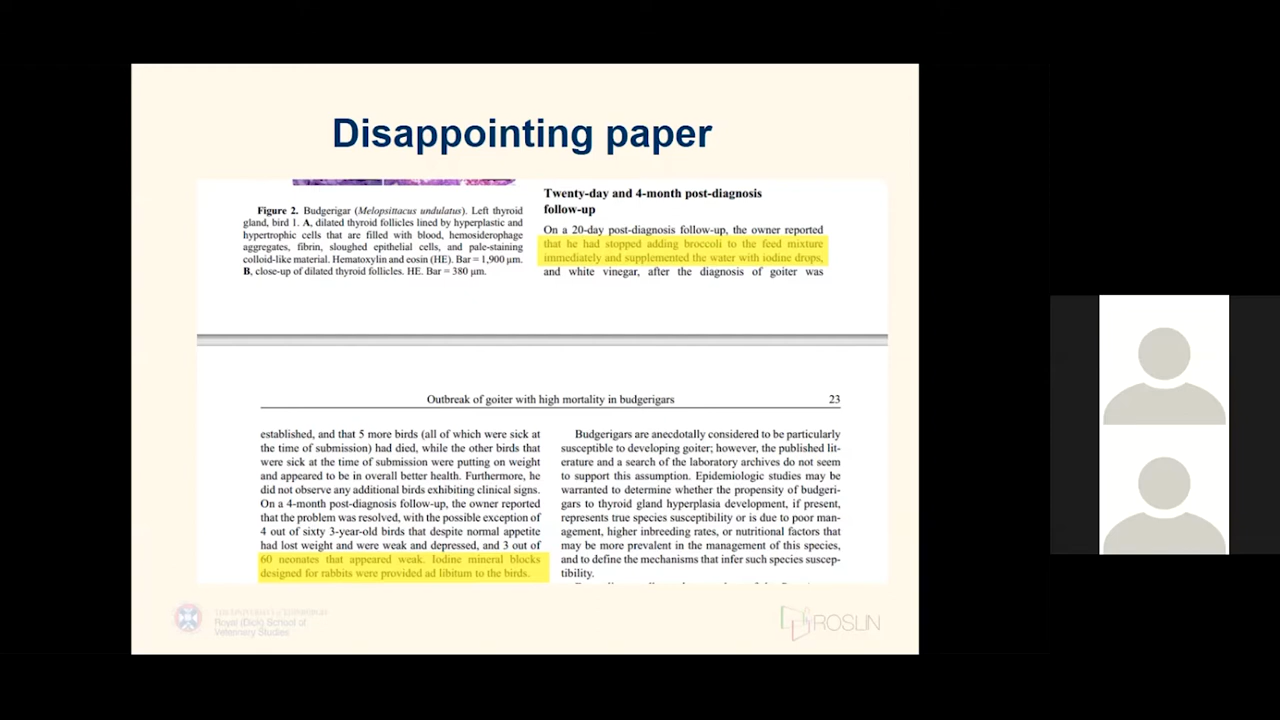 Disappointing paper
Figure 2. Budgerigar (Melopsittacus undulatus). Left thyroid
gland, bird 1. A, dilated thyroid follicles lined by hyperplastic and
hypertrophic cells that are filled with blood, hemosiderophage
aggregates, fibrin, sloughed epithelial cells, and pale-staining
colloid-like material. Hematoxylin and eosin (HE). Bar = 1,900 μm.
B, close-up of dilated thyroid follicles. HE. Bar = 380 μm.
Twenty-day and 4-month post-diagnosis
follow-up
On a 20-day post-diagnosis follow-up, the owner reported
that he had stopped adding broccoli to the feed mixture
immediately and supplemented the water with iodine drops,
and white vinegar, after the diagnosis of goiter was
Outbreak of goiter with high mortality in budgerigars 23
established, and that 5 more birds (all of which were sick at
the time of submission) had died, while the other birds that
were sick at the time of submission were putting on weight
and appeared to be in overall better health. Furthermore, he
did not observe any additional birds exhibiting clinical signs.
On a 4-month post-diagnosis follow-up, the owner reported
that the problem was resolved, with the possible exception of
4 out of sixty 3-year-old birds that despite normal appetite
had lost weight and were weak and depressed, and 3 out of
60 neonates that appeared weak. Iodine mineral blocks
designed for rabbits were provided ad libitum to the birds.
Budgerigars are anecdotally considered to be particularly
susceptible to developing goiter; however, the published lit-
erature and a search of the laboratory archives do not seem
to support this assumption. Epidemiologic studies may be
warranted to determine whether the propensity of budgeri-
gars to thyroid gland hyperplasia development, if present,
represents true species susceptibility or is due to poor man-
agement, higher inbreeding rates, or nutritional factors that
may be more prevalent in the management of this species,
and to define the mechanisms that infer such species suscep-
tibility.
Royal (Dick) School of
Veterinary Studies
ROSLIN